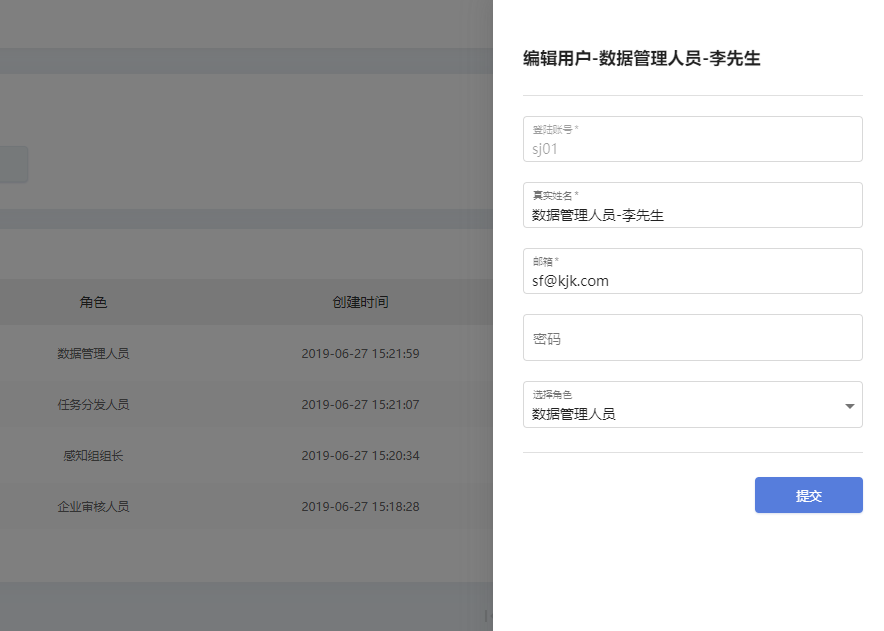 编辑用户-数据管理人员-李先生
登陆账号 *
sj01
真实姓名 *
数据管理人员-李先生
邮箱 *
sf@kjk.com
密码
选择角色
数据管理人员
提交
角色 创建时间
数据管理人员 2019-06-27 15:21:59
任务分发人员 2019-06-27 15:21:07
感知组组长 2019-06-27 15:20:34
企业审核人员 2019-06-27 15:18:28